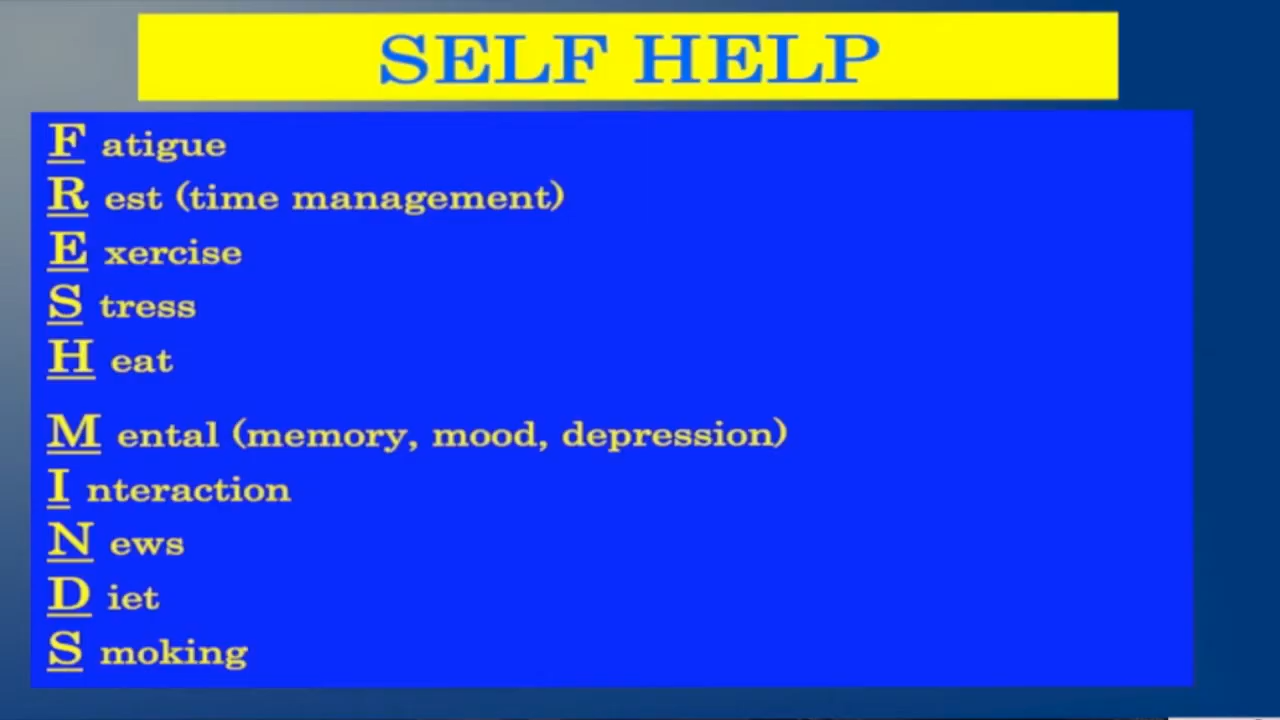 SELF HELP
F atigue
R est (time management)
E xercise
S tress
H eat
M ental (memory, mood, depression)
I nteraction
N ews
D iet
S moking